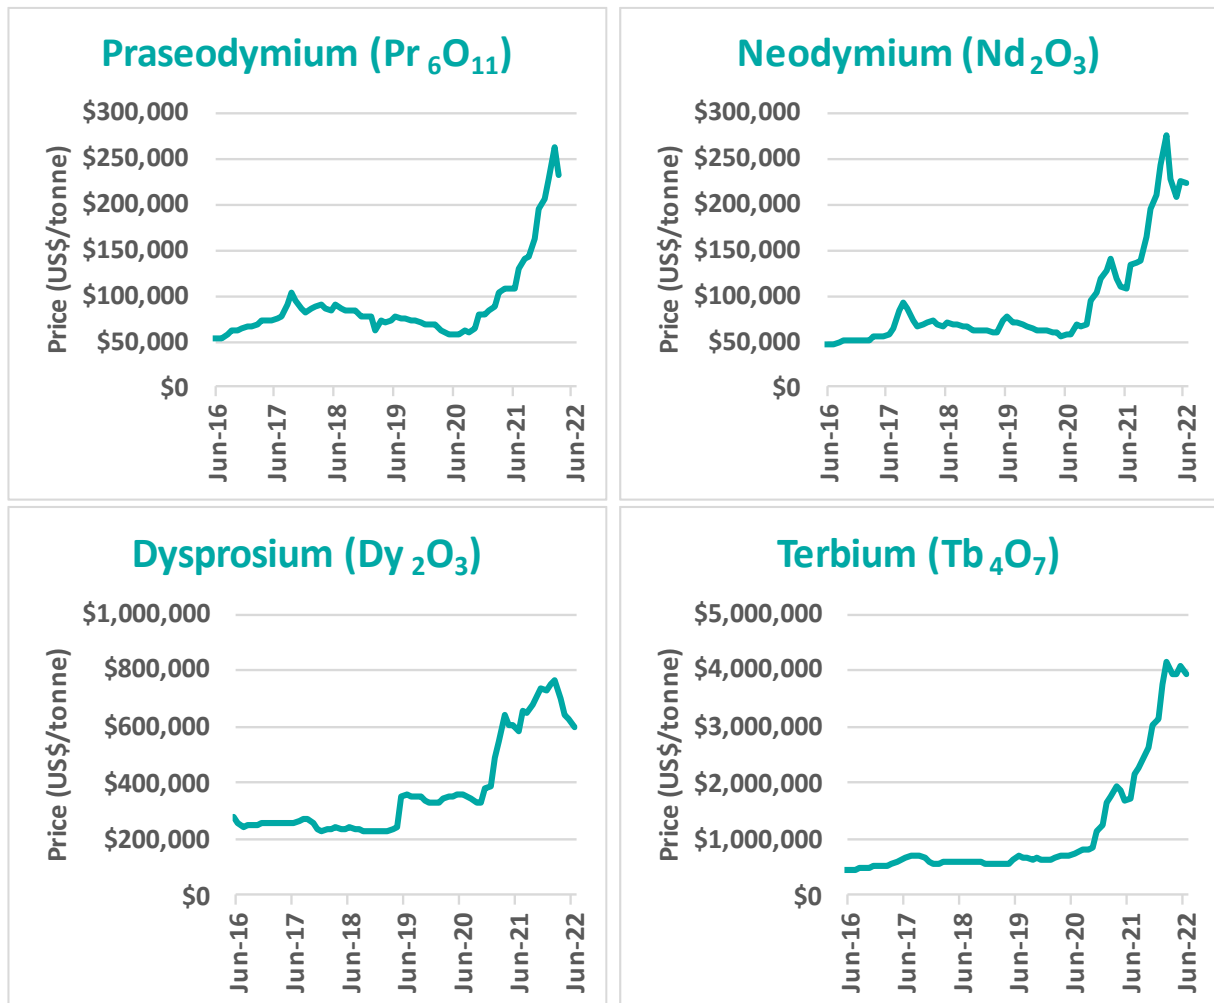 Praseodymium (Pr ₆O₁₁)
Price (US$/tonne)
$300,000
$250,000
$200,000
$150,000
$100,000
$50,000
$0
Jun-16
Jun-17
Jun-18
Jun-19
Jun-20
Jun-21
Jun-22
Neodymium (Nd₂O₃)
Price (US$/tonne)
$300,000
$250,000
$200,000
$150,000
$100,000
$50,000
$0
Jun-16
Jun-17
Jun-18
Jun-19
Jun-20
Jun-21
Jun-22
Dysprosium (Dy ₂O₃)
Price (US$/tonne)
$1,000,000
$800,000
$600,000
$400,000
$200,000
$0
Jun-16
Jun-17
Jun-18
Jun-19
Jun-20
Jun-21
Jun-22
Terbium (Tb₄O₇)
Price (US$/tonne)
$5,000,000
$4,000,000
$3,000,000
$2,000,000
$1,000,000
$0
Jun-16
Jun-17
Jun-18
Jun-19
Jun-20
Jun-21
Jun-22